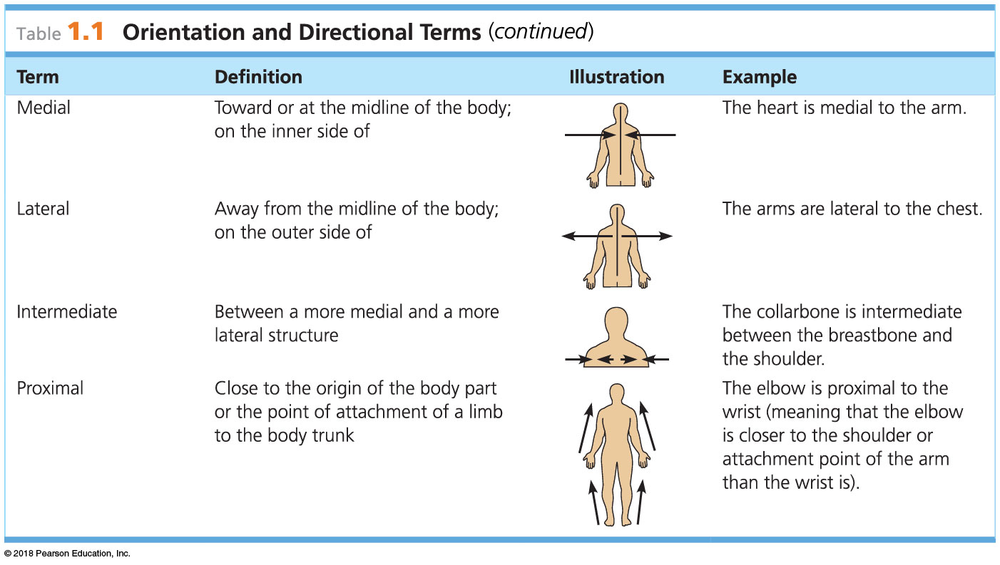 Table 1.1 Orientation and Directional Terms (continued)
Term Definition Illustration Example
Medial
Toward or at the midline of the body;
on the inner side of
The heart is medial to the arm.
Lateral
Away from the midline of the body;
on the outer side of
The arms are lateral to the chest.
Intermediate
Between a more medial and a more
lateral structure
The collarbone is intermediate
between the breastbone and
the shoulder.
Proximal
Close to the origin of the body part
or the point of attachment of a limb
to the body trunk
The elbow is proximal to the
wrist (meaning that the elbow
is closer to the shoulder or
attachment point of the arm
than the wrist is).
© 2018 Pearson Education, Inc.